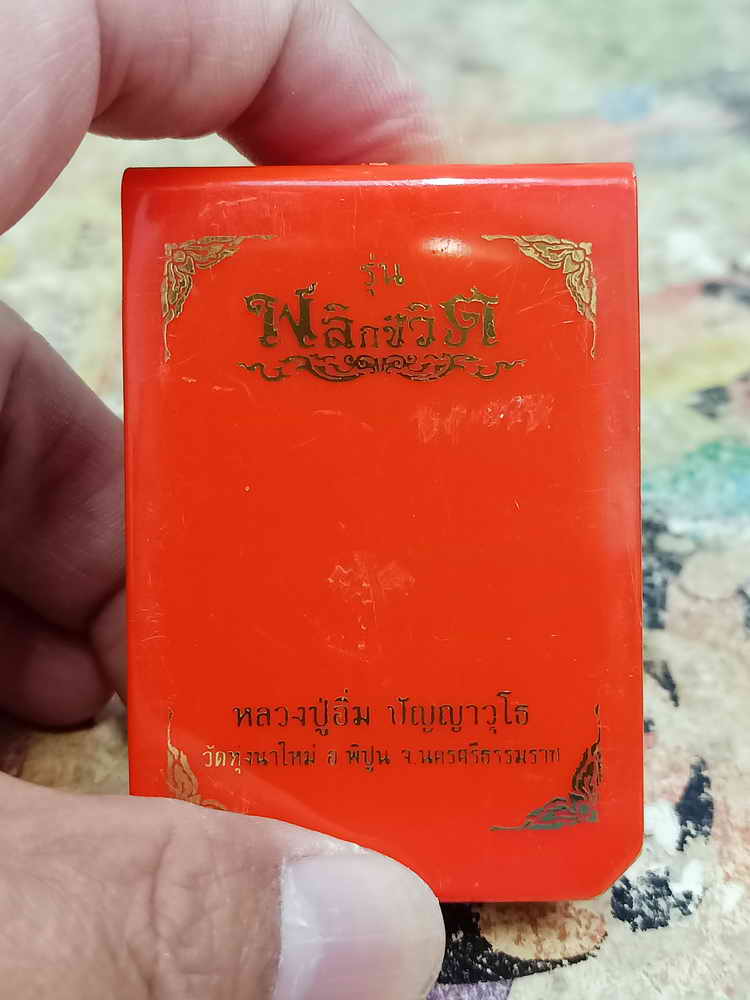 รุ่น
พลิกชีวิต
หลวงปู่อิ่ม ปัญญาวุโธ
วัดทุ่งนาใหม่ อ.พิปูน จ.นครศรีธรรมราช